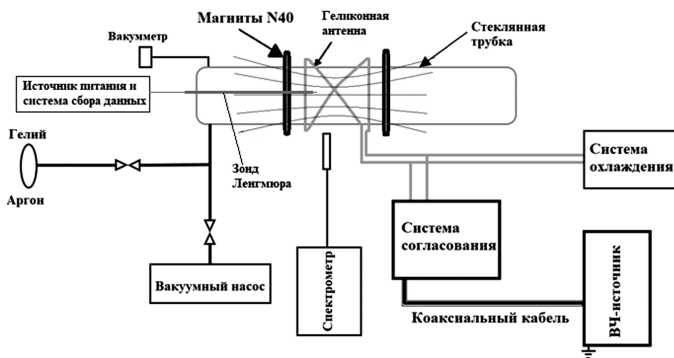 Магниты N40
Геликонная
антенна
Стеклянная
трубка
Вакумметр
Источник питания и
система сбора данных
Гелий
Аргон
Зонд
Ленгмюра
Система
охлаждения
Система
согласования
Вакуумный насос
Спектрометр
Коаксиальный кабель
ВЧ-источник